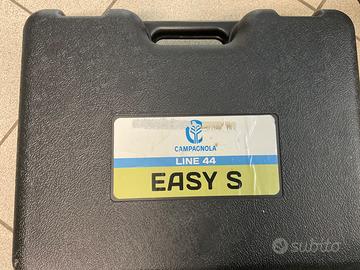 CAMPAGNOLA
LINE 44
EASY S
subito